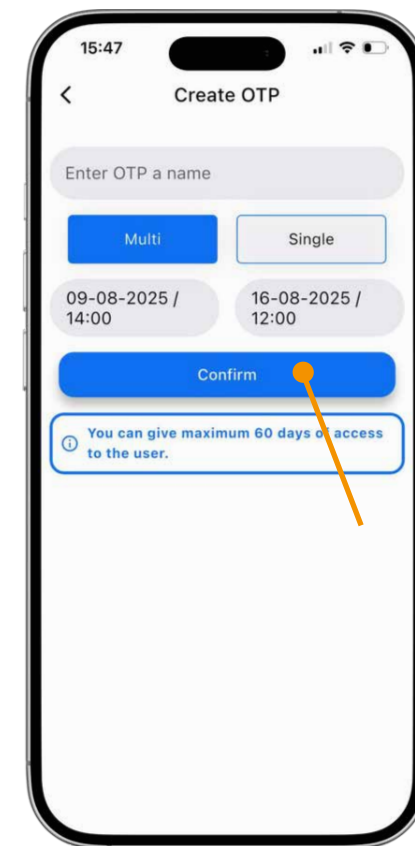 15:47
Create OTP
Enter OTP a name
Multi
Single
09-08-2025 /
14:00
16-08-2025 /
12:00
Confirm
You can give maximum 60 days of access
to the user.